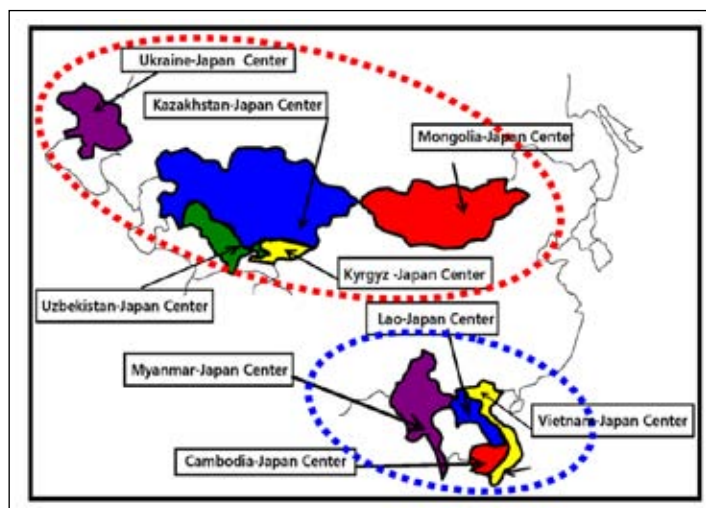 Ukraine-Japan Center
Kazakhstan-Japan Center
Mongolia-Japan Center
Kyrgyz -Japan Center
Uzbekistan-Japan Center
Lao-Japan Center
Myanmar-Japan Center
Vietnam-Japan Center
Cambodia-Japan Center